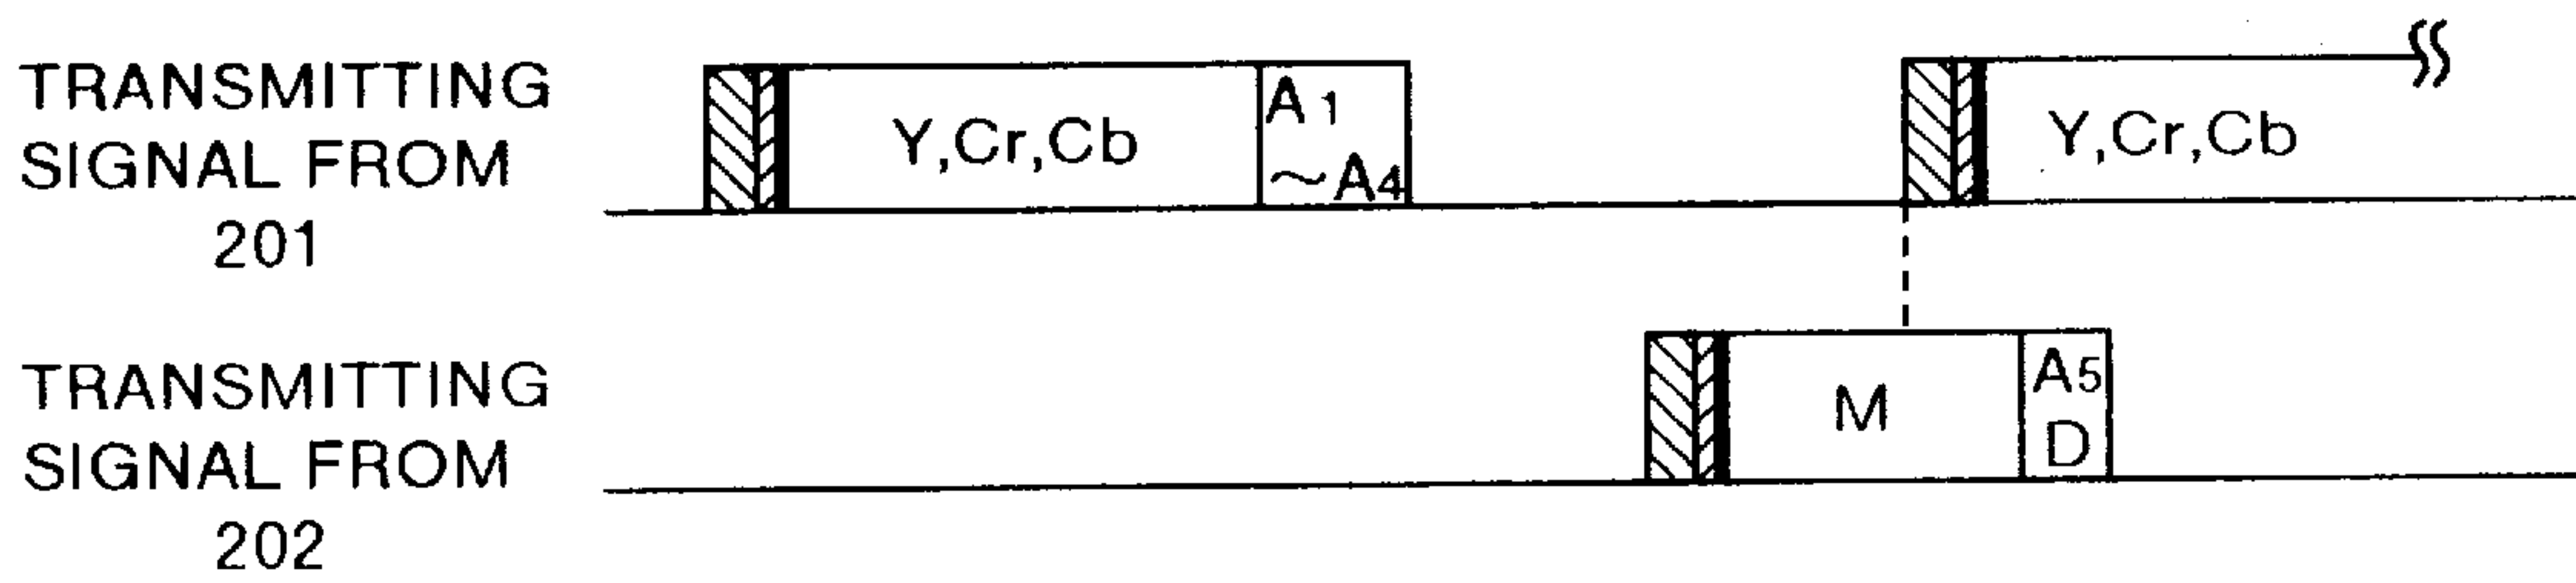 TRANSMITTING
SIGNAL FROM
201
Y,Cr,Cb
A1
~A4
Y,Cr,Cb
TRANSMITTING
SIGNAL FROM
202
M
A5
D